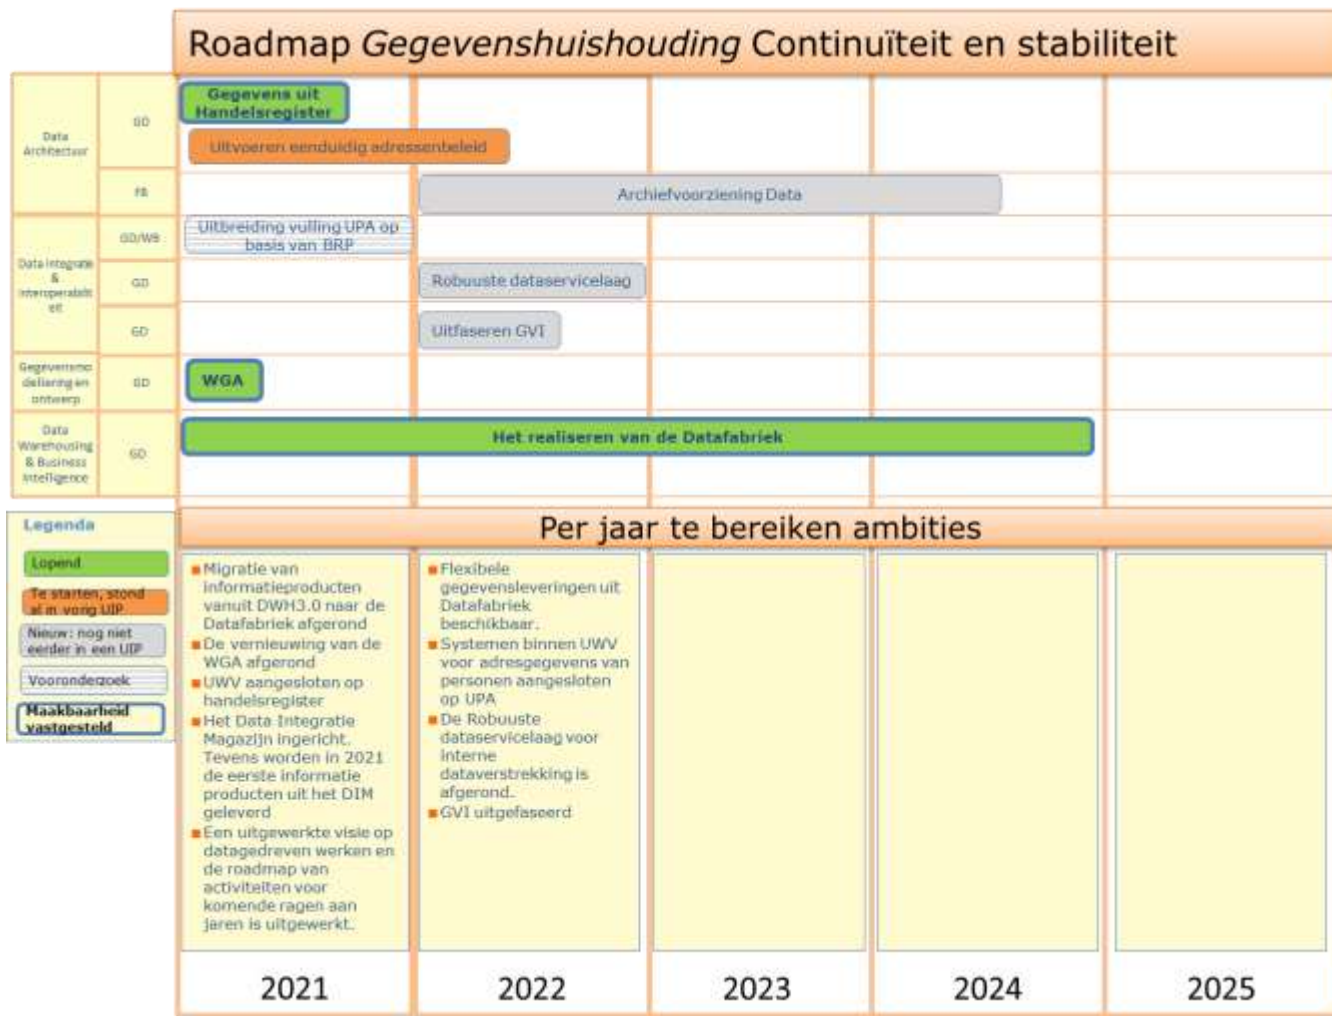 Roadmap Gegevenshuishouding Continuïteit en stabiliteit
Data
Architectuur
GD
Gegevens uit
Handelsregister
Uitvoeren eenduidig adressenbeleid
FB
Archiefvoorziening Data
Data Integratie
&
Interoperabilit
eit
GD/WB
Uitbreiding vulling UPA op
basis van BRP
GD
Robuuste dataservicelaag
GD
Uitfaseren GVI
Gegevensmo
dellering en
ontwerp
GD
WGA
Data
Warehousing
& Business
Intelligence
GD
Het realiseren van de Datafabriek
Legenda
Lopend
Te starten, stond
al in vorig UIP
Nieuw: nog niet
eerder in een UIP
Vooronderzoek
Maakbaarheid
vastgesteld
Per jaar te bereiken ambities
■ Migratie van
informatieproducten
vanuit DWH3.0 naar de
Datafabriek afgerond
■ De vernieuwing van de
WGA afgerond
■ UWV aangesloten op
handelsregister
■ Het Data Integratie
Magazijn ingericht.
Tevens worden in 2021
de eerste informatie
producten uit het DIM
geleverd
■ Een uitgewerkte visie op
datagedreven werken en
de roadmap van
activiteiten voor
komende ragen aan
jaren is uitgewerkt.
■ Flexibele
gegevensleveringen uit
Datafabriek
beschikbaar.
■ Systemen binnen UWV
voor adresgegevens van
personen aangesloten
op UPA
■ De Robuuste
dataservicelaag voor
interne
dataverstrekking is
afgerond.
■ GVI uitgefaseerd
2021
2022
2023
2024
2025